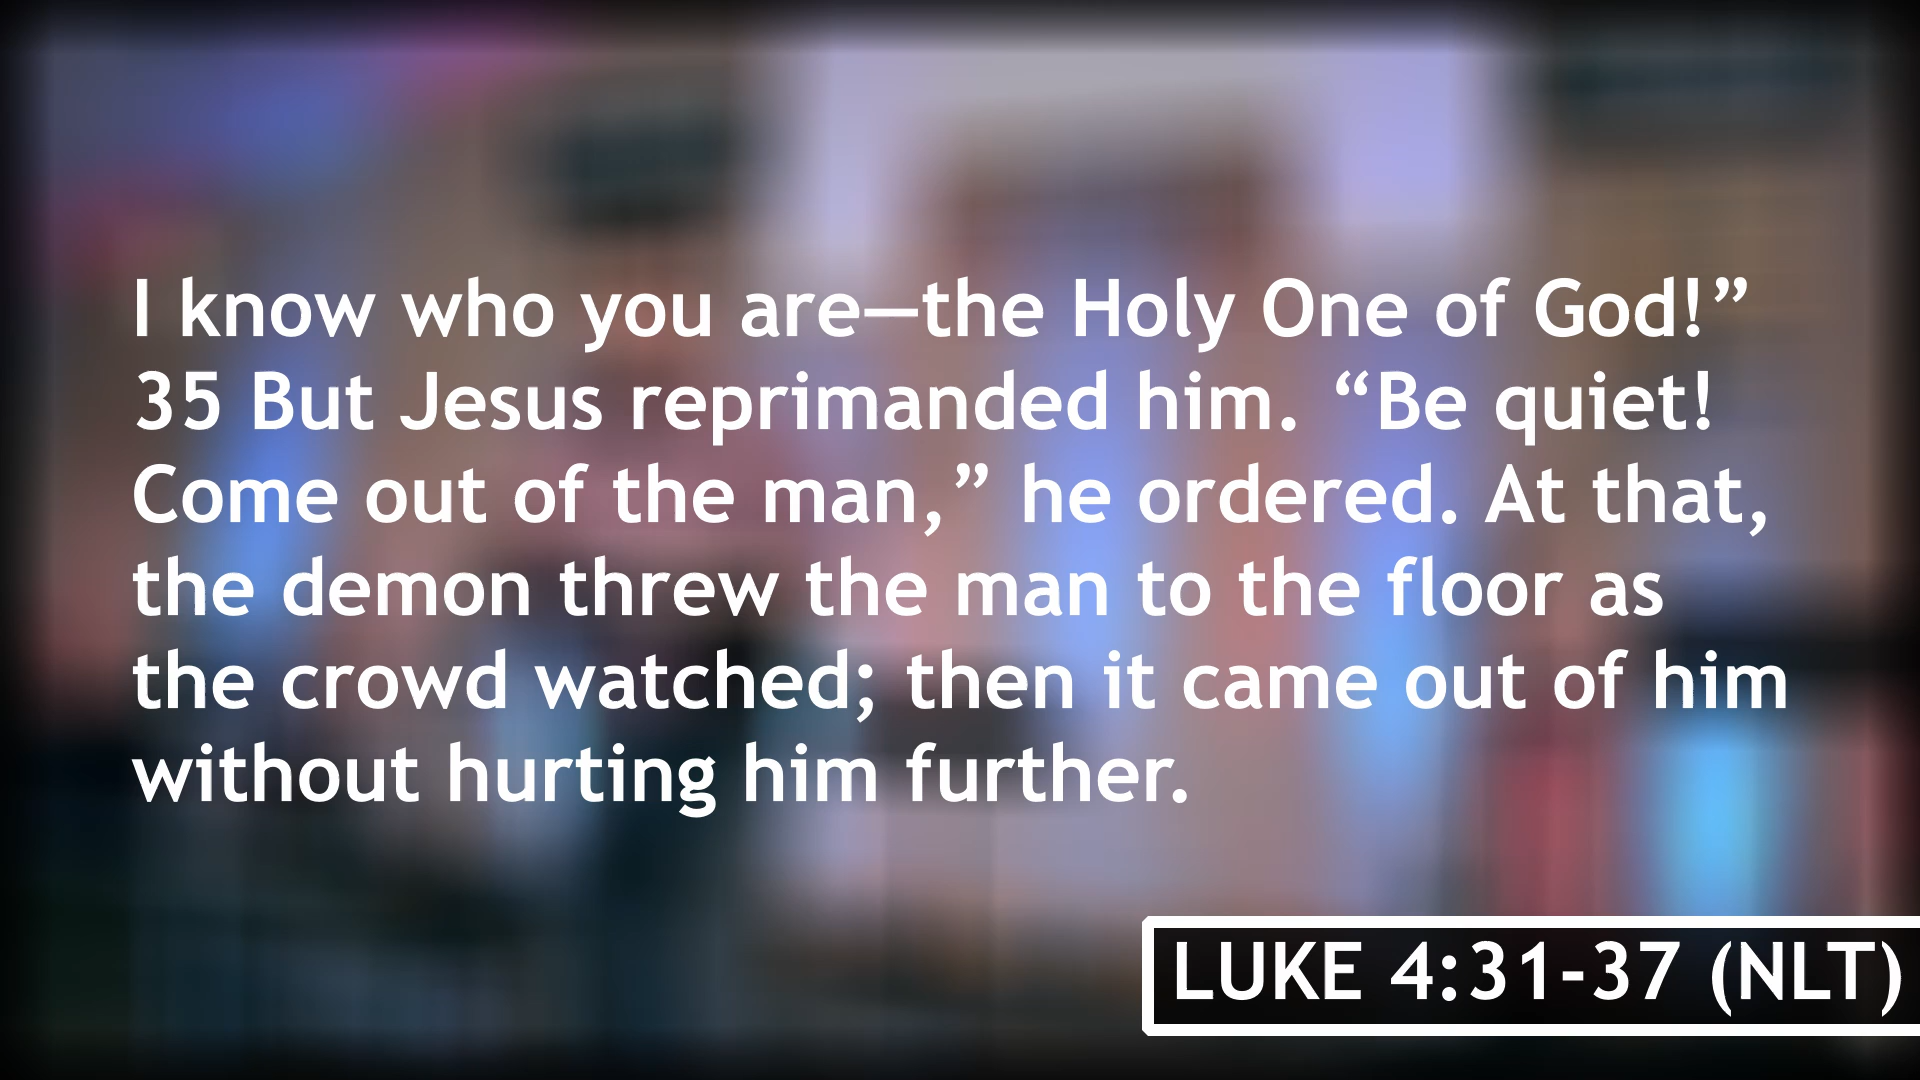 I know who you are—the Holy One of God!”
35 But Jesus reprimanded him. “Be quiet!
Come out of the man,” he ordered. At that,
the demon threw the man to the floor as
the crowd watched; then it came out of him
without hurting him further.
LUKE 4:31-37 (NLT)